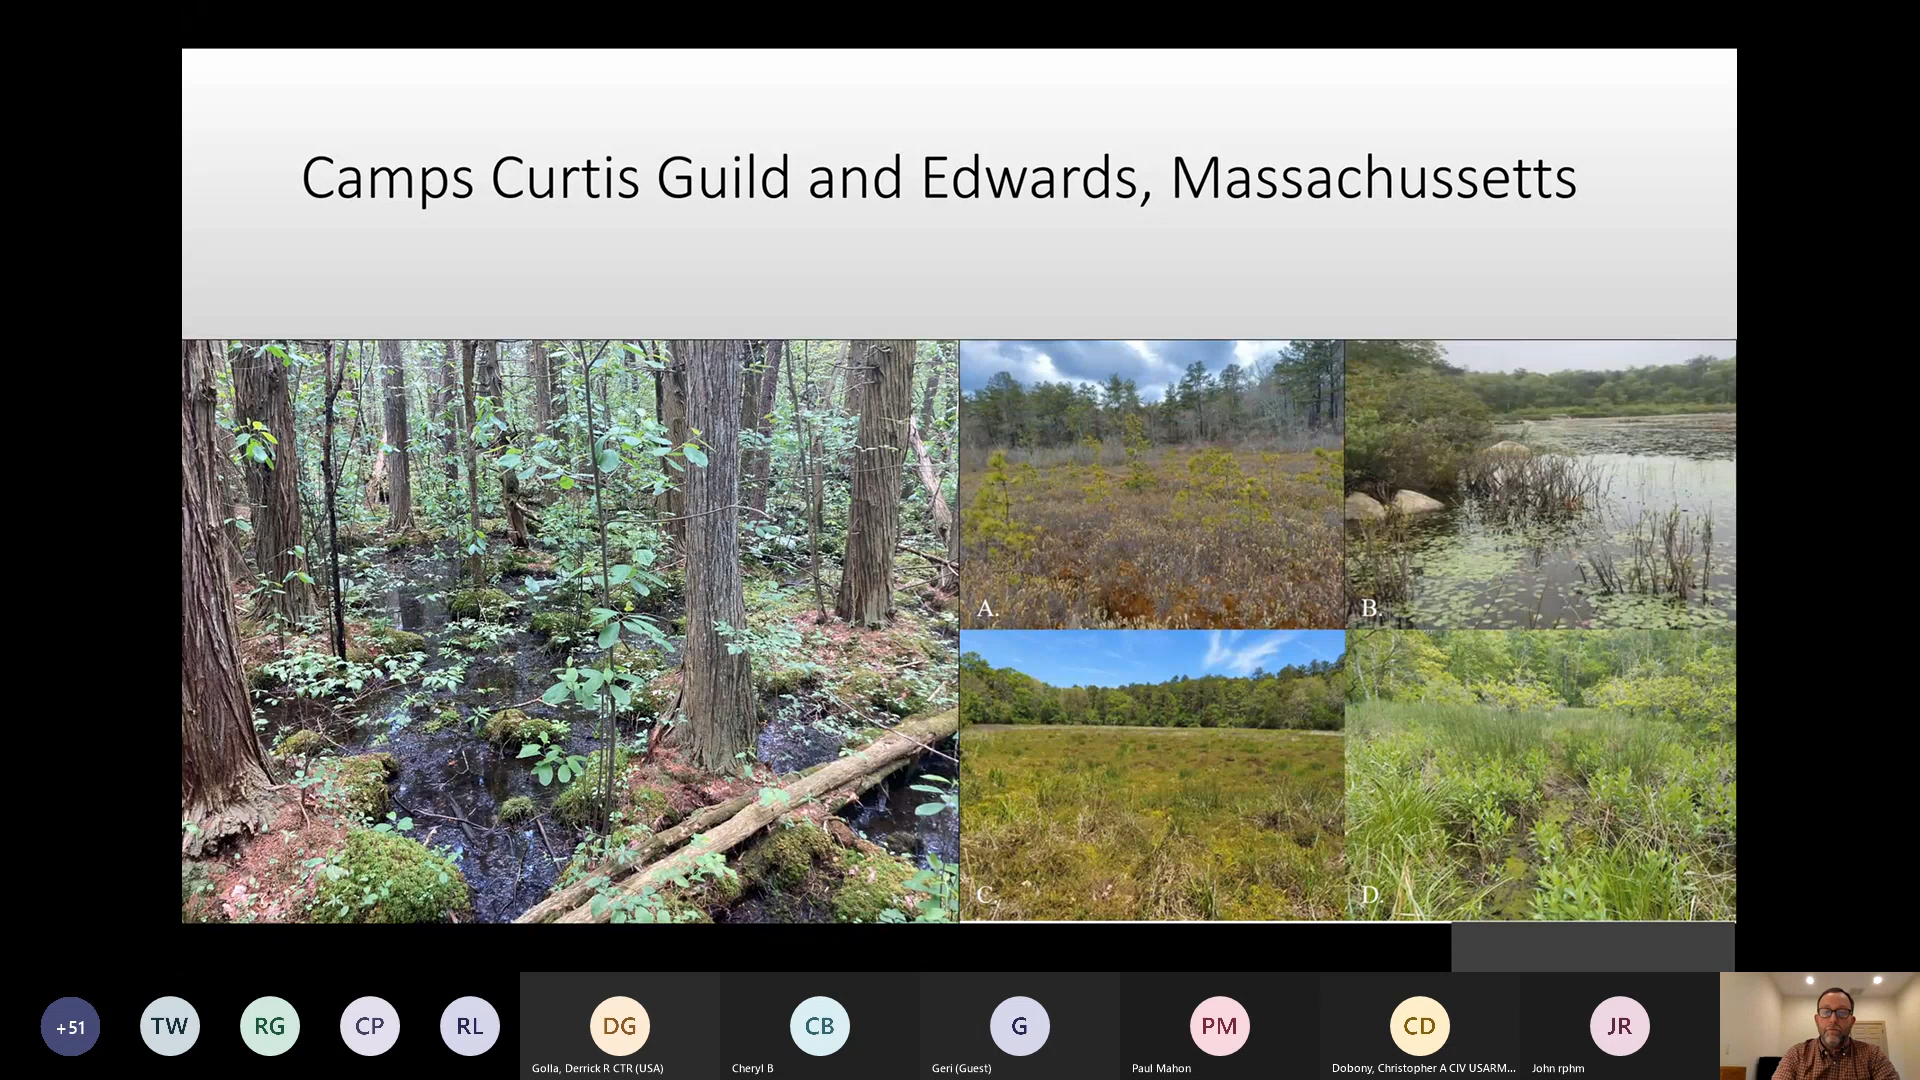 Camps Curtis Guild and Edwards, Massachussetts
A.
B.
C.
D.
+51
TW
RG
CP
RL
DG
CB
G
PM
CD
JR
Golla, Derrick R CTR (USA)
Cheryl B
Geri (Guest)
Paul Mahon
Dobony, Christopher A CIV USARM...
John rphm